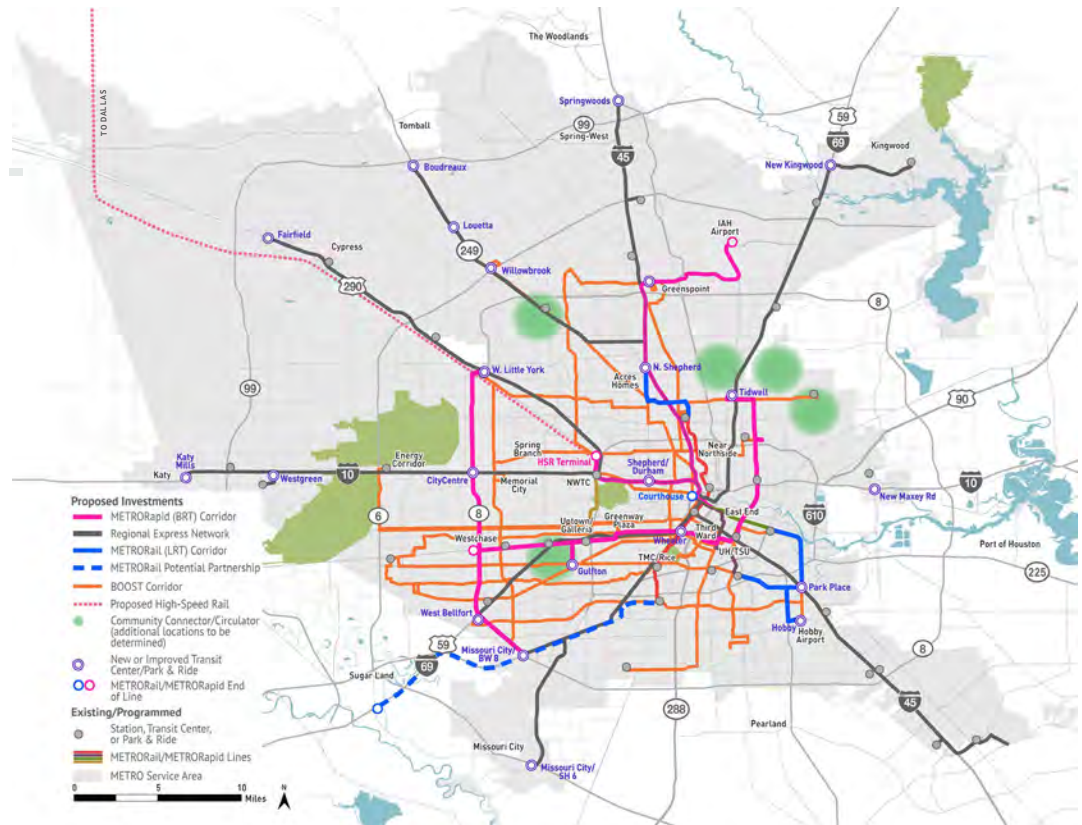 The Woodlands
TO DALLAS
Springwoods
99
Spring-West
59
69
Kingwood
Tomball
45
Boudreaux
New Kingwood
Louetta
IAH
Airport
Fairfield
Cypress
249
Willowbrook
290
Greenspoint
8
99
W. Little York
N. Shepherd
Acres
Homes
Tidwell
90
Spring
Branch
Near
Northside
Katy
Mills
Energy
Corridor
HSR Terminal
Shepherd/
Durham
Katy
Westgreen
10
CityCentre
Memorial
City
NWTC
Courthouse
New Maxey Rd
10
6
8
Uptown/
Galleria
Greenway
Plaza
East End
610
Westchase
Wheeler
Third
Ward
Port of Houston
TMC/Rice
UH/TSU
225
Gulfton
Park Place
West Bellfort
Hobby
Hobby
Airport
59
Missouri City/
BW 8
69
8
Sugar Land
288
45
Pearland
Missouri City
Missouri City/
SH 6
Proposed Investments
METRORapid (BRT) Corridor
Regional Express Network
METRORail (LRT) Corridor
METRORail Potential Partnership
BOOST Corridor
Proposed High-Speed Rail
Community Connector/Circulator
(additional locations to be
determined)
New or Improved Transit
Center/Park & Ride
METRORail/METRORapid End
of Line
Existing/Programmed
Station, Transit Center,
or Park & Ride
METRORail/METRORapid Lines
METRO Service Area
0 5 10
Miles
N